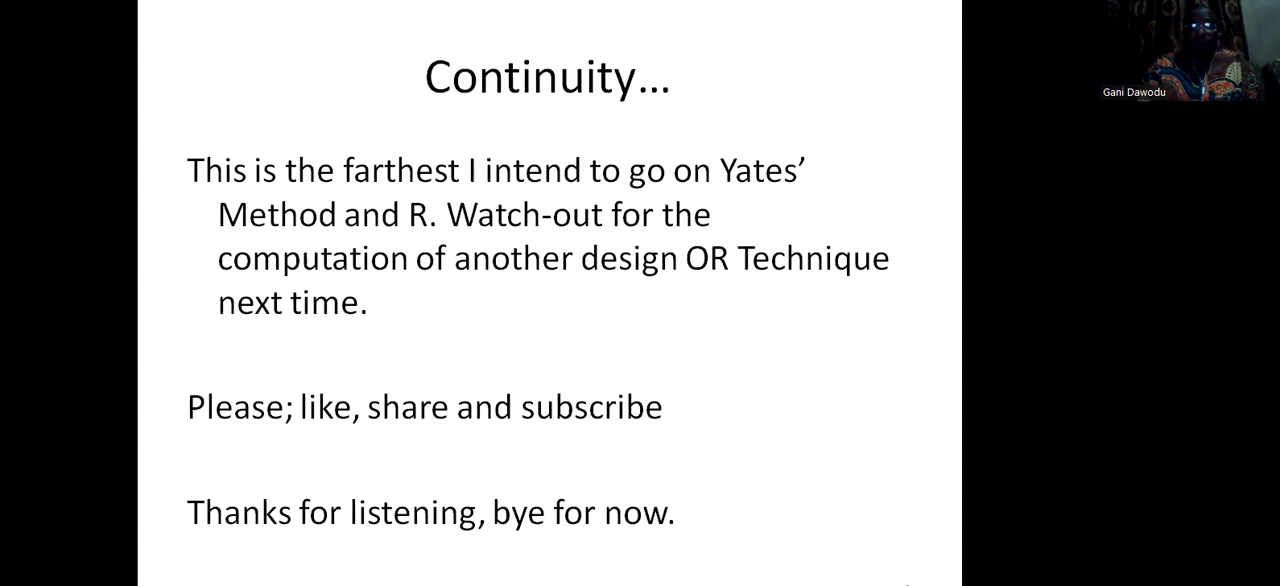 Continuity...
Gani Dawodu
This is the farthest I intend to go on Yates’
Method and R. Watch-out for the
computation of another design OR Technique
next time.
Please; like, share and subscribe
Thanks for listening, bye for now.